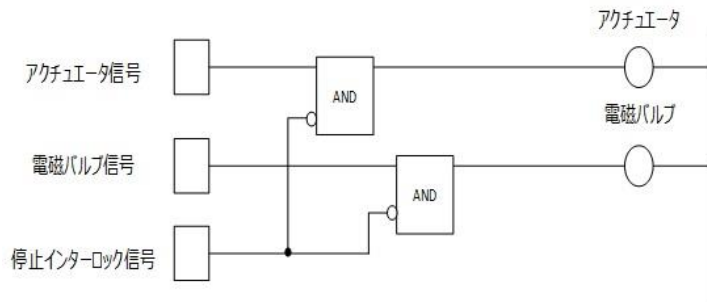 アクチュエータ
アクチュエータ信号
AND
電磁バルブ
電磁バルブ信号
AND
停止インターロック信号